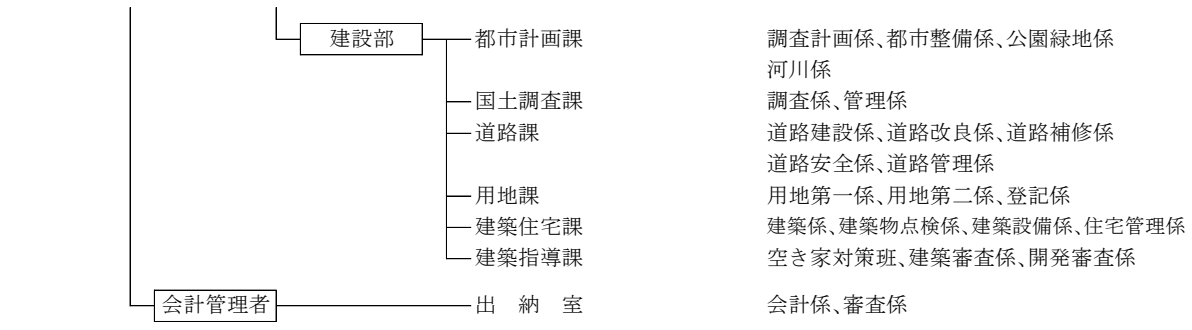 建設部 都市計画課 調査計画係、都市整備係、公園緑地係
河川係
国土調査課 調査係、管理係
道路課 道路建設係、道路改良係、道路補修係
道路安全係、道路管理係
用地課 用地第一係、用地第二係、登記係
建築住宅課 建築係、建築物点検係、建築設備係、住宅管理係
建築指導課 空き家対策班、建築審査係、開発審査係
会計管理者 出納室 会計係、審査係